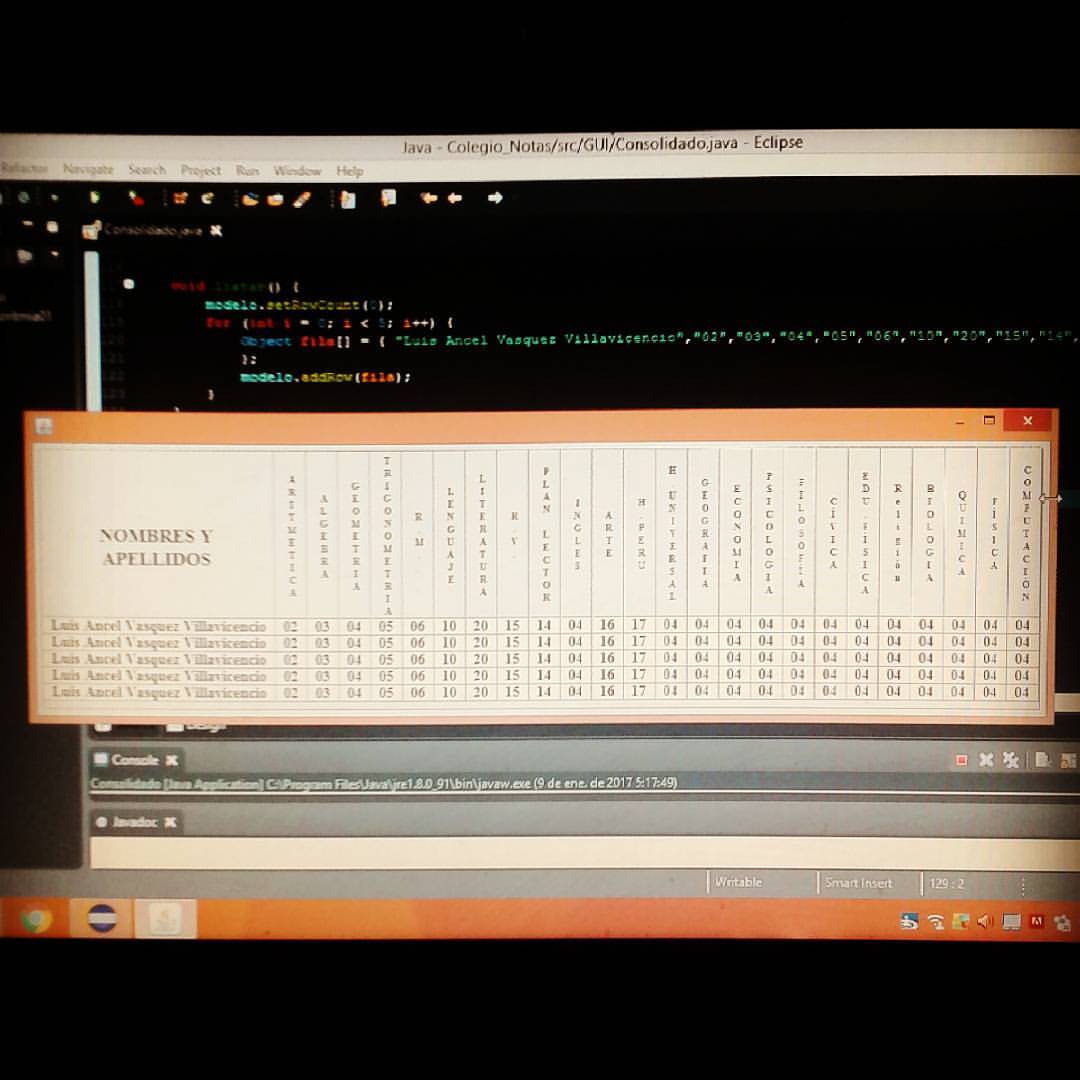 Java - Colegio_Notas/src/GUI/Consolidado.java - Eclipse
Refactor Navigate Search Project Run Window Help
Consolidado.java
void listar() {
modelo.setRowCount(0);
for (int i = 0; i < 5; i++) {
Object fila[] = { "Luis Ancel Vasquez Villavicencio","02","03","04","05","06","10","20","15","14",
};
modelo.addRow(fila);
}
NOMBRES Y APELLIDOS ARITMETICA ALGEBRA GEOMETRIA TRIGONOMETRIA R.M LENGUAJE LITERATURA R.V. PLAN LECTOR INGLES ARTE H.PERU H.UNIVERSAL GEOGRAFIA ECONOMIA PSICOLOGIA FILOSOFÍA CÍVICA EDU.FÍSICA Religión BIOLOGIA QUIMICA FÍSICA COMPUTACIÓN
Luis Ancel Vasquez Villavicencio 02 03 04 05 06 10 20 15 14 04 16 17 04 04 04 04 04 04 04 04 04 04 04 04
Luis Ancel Vasquez Villavicencio 02 03 04 05 06 10 20 15 14 04 16 17 04 04 04 04 04 04 04 04 04 04 04 04
Luis Ancel Vasquez Villavicencio 02 03 04 05 06 10 20 15 14 04 16 17 04 04 04 04 04 04 04 04 04 04 04 04
Luis Ancel Vasquez Villavicencio 02 03 04 05 06 10 20 15 14 04 16 17 04 04 04 04 04 04 04 04 04 04 04 04
Luis Ancel Vasquez Villavicencio 02 03 04 05 06 10 20 15 14 04 16 17 04 04 04 04 04 04 04 04 04 04 04 04
Design
Console
Consolidado [Java Application] C:\Program Files\Java\jre1.8.0_91\bin\javaw.exe (9 de ene. de 2017 5:17:49)
Javadoc
Writable Smart Insert 129 : 2